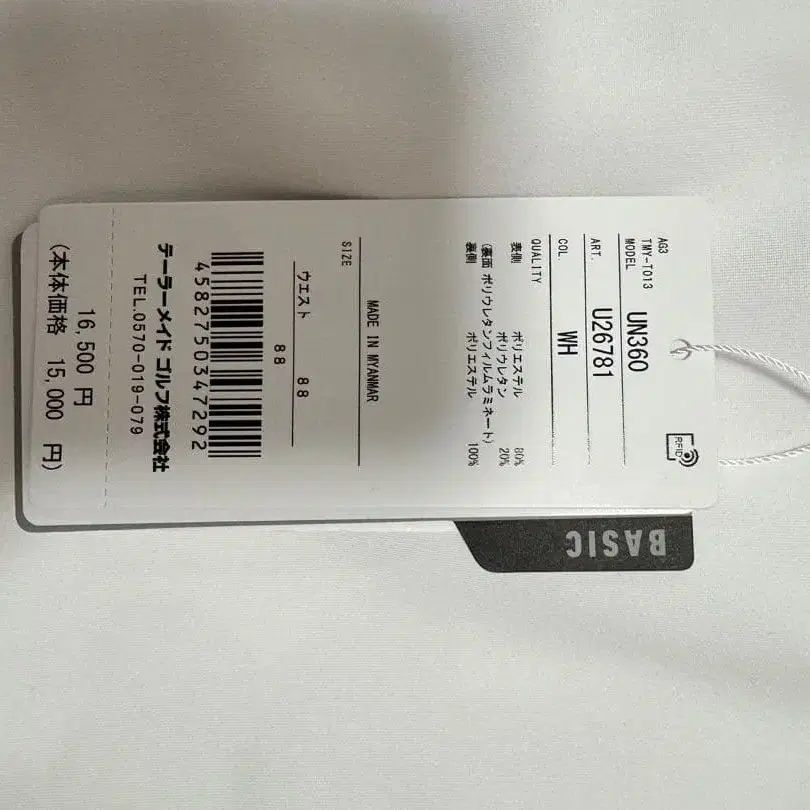 AG3
TMY-T013
MODEL UN360
ART. U26781
COL. WH
QUALITY
表側 ポリエステル 80%
ポリウレタン 20%
(裏面 ポリウレタンフィルムラミネート)
裏側 ポリエステル 100%
MADE IN MYANMAR
SIZE
ウエスト 88
88
4582750347292
テーラーメイド ゴルフ株式会社
TEL.0570-019-079
16,500 円
(本体価格 15,000 円)
RFID
BASIC